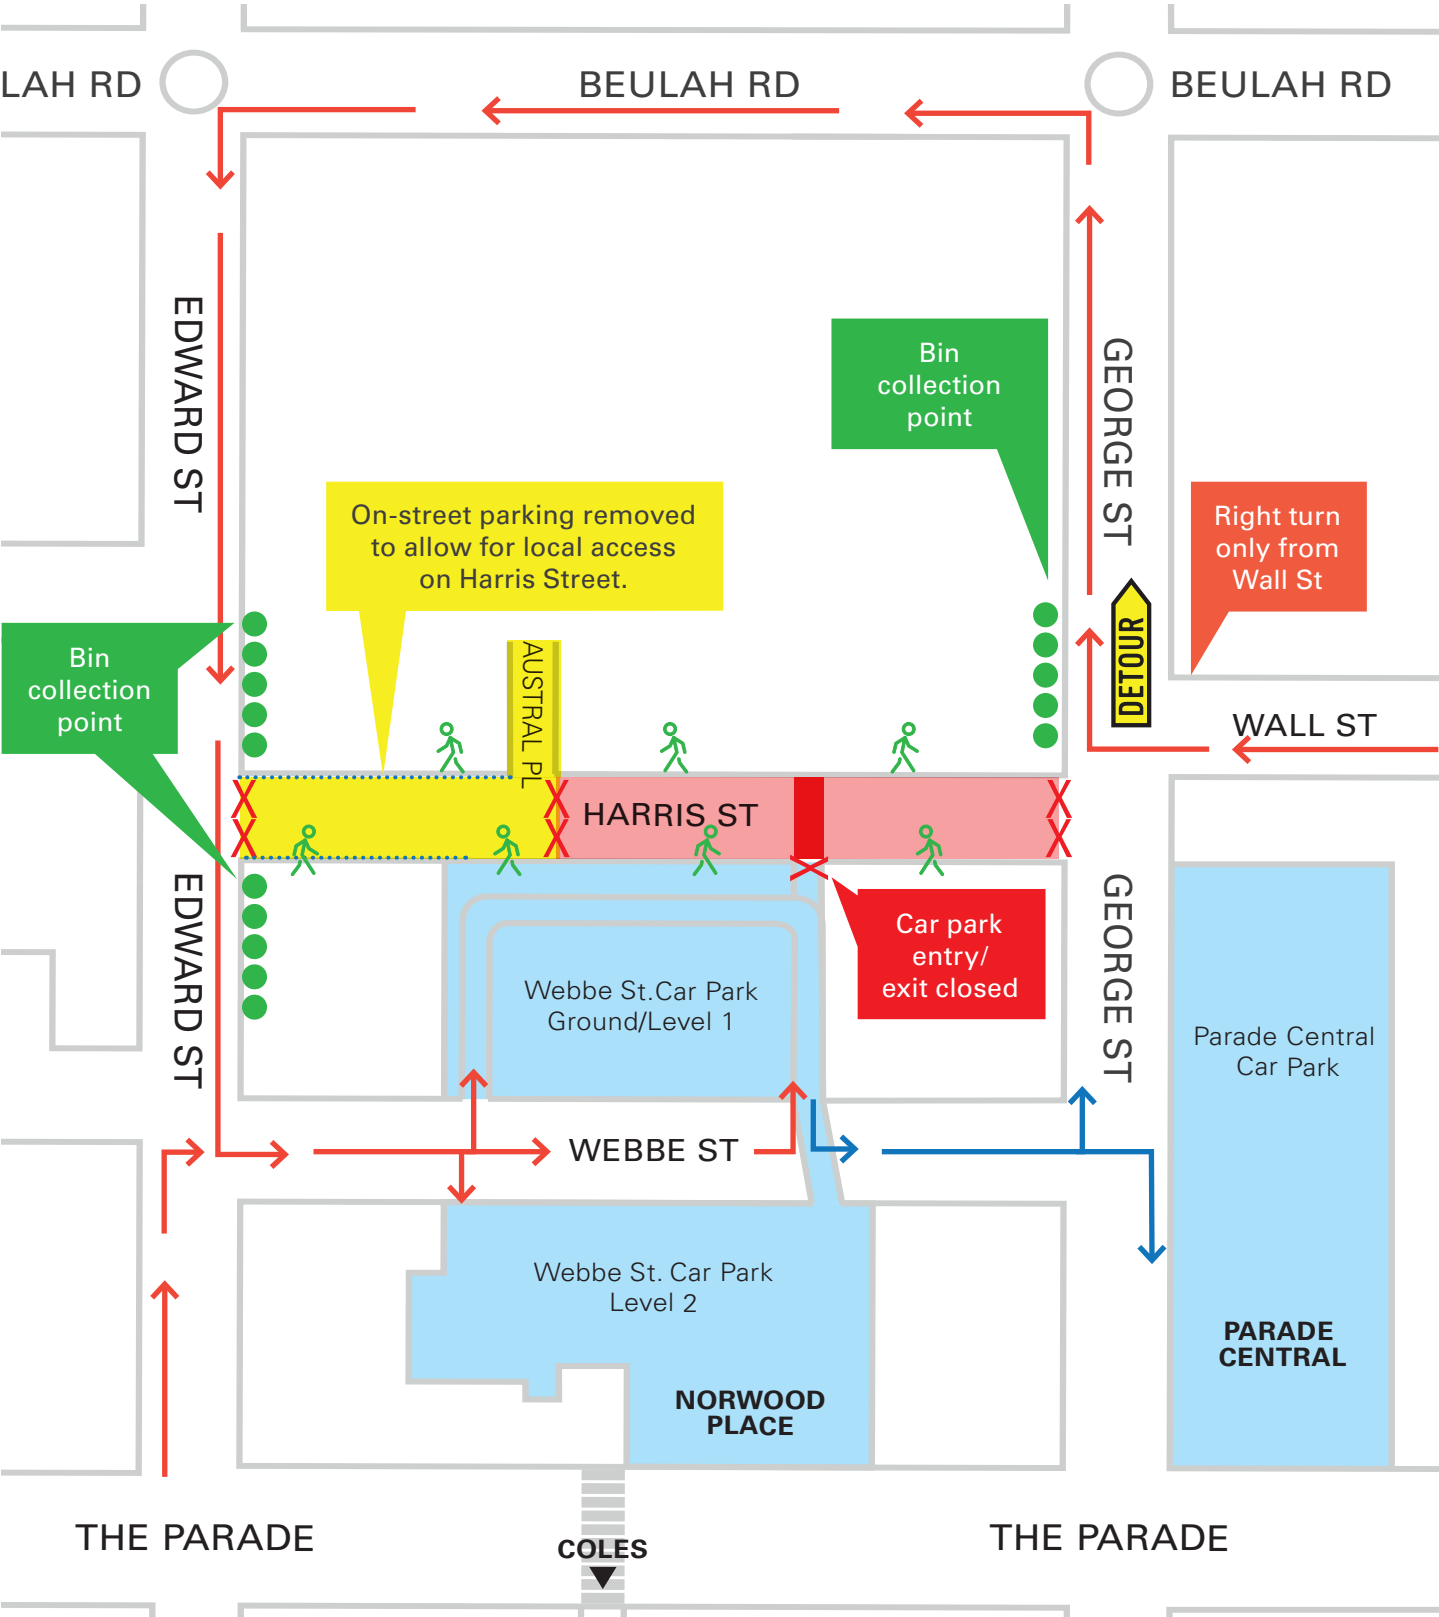 LAH RD
BEULAH RD
BEULAH RD
EDWARD ST
GEORGE ST
Bin
collection
point
On-street parking removed
to allow for local access
on Harris Street.
Right turn
only from
Wall St
DETOUR
Bin
collection
point
AUSTRAL PL
WALL ST
HARRIS ST
EDWARD ST
GEORGE ST
Car park
entry/
exit closed
Webbe St.Car Park
Ground/Level 1
Parade Central
Car Park
WEBBE ST
Webbe St. Car Park
Level 2
PARADE
CENTRAL
NORWOOD
PLACE
THE PARADE
COLES
THE PARADE